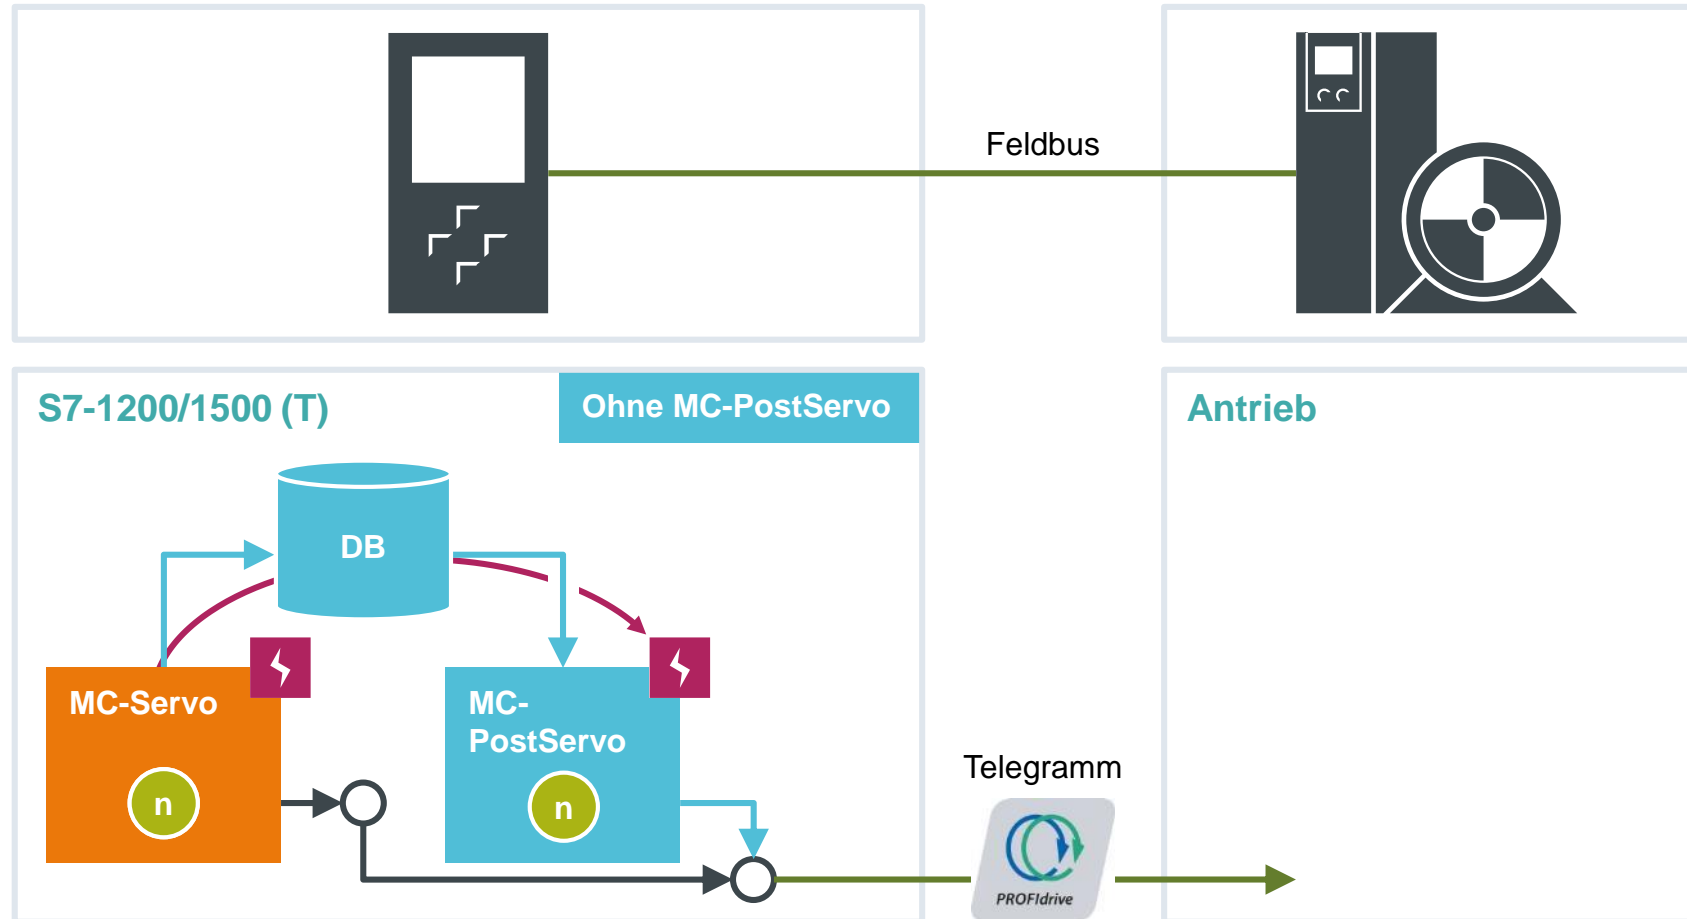 Feldbus
S7-1200/1500 (T)
Ohne MC-PostServo
Antrieb
DB
MC-Servo
MC-
PostServo
n
n
Telegramm
PROFIdrive